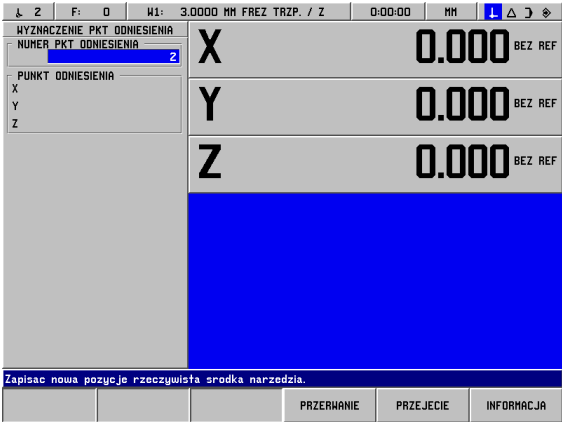 2 F: 0 W1: 3.0000 MM FREZ TRZP. / Z 0:00:00 MM
WYZNACZENIE PKT ODNIESIENIA
NUMER PKT ODNIESIENIA
2
PUNKT ODNIESIENIA
X
Y
Z
X 0.000 BEZ REF
Y 0.000 BEZ REF
Z 0.000 BEZ REF
Zapisac nowa pozycje rzeczywista srodka narzedzia.
PRZERWANIE PRZEJECIE INFORMACJA